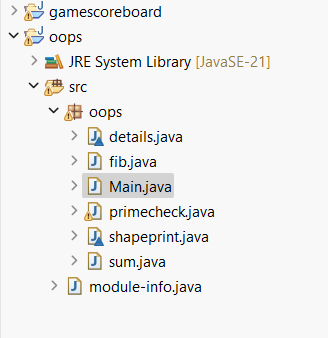 gamescoreboard
oops
JRE System Library [JavaSE-21]
src
oops
details.java
fib.java
Main.java
primecheck.java
shapeprint.java
sum.java
module-info.java